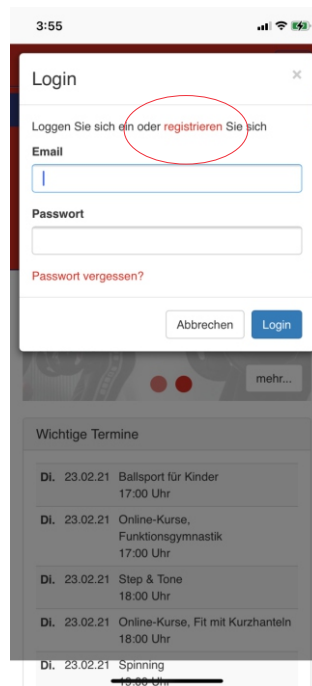 3:55
Login ×
Loggen Sie sich ein oder registrieren Sie sich
Email
Passwort
Passwort vergessen?
Abbrechen Login
mehr...
Wichtige Termine
Di. 23.02.21 Ballsport für Kinder
17:00 Uhr
Di. 23.02.21 Online-Kurse,
Funktionsgymnastik
17:00 Uhr
Di. 23.02.21 Step & Tone
18:00 Uhr
Di. 23.02.21 Online-Kurse, Fit mit Kurzhanteln
18:00 Uhr
Di. 23.02.21 Spinning